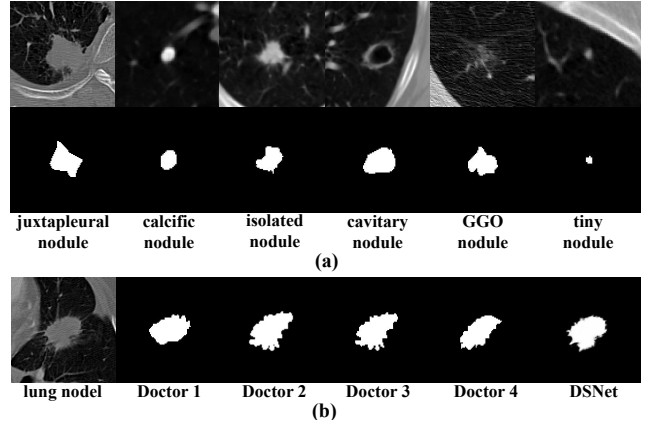 juxtapleural calcific isolated cavitary GGO tiny
nodule nodule nodule nodule nodule nodule
(a)
lung nodel Doctor 1 Doctor 2 Doctor 3 Doctor 4 DSNet
(b)